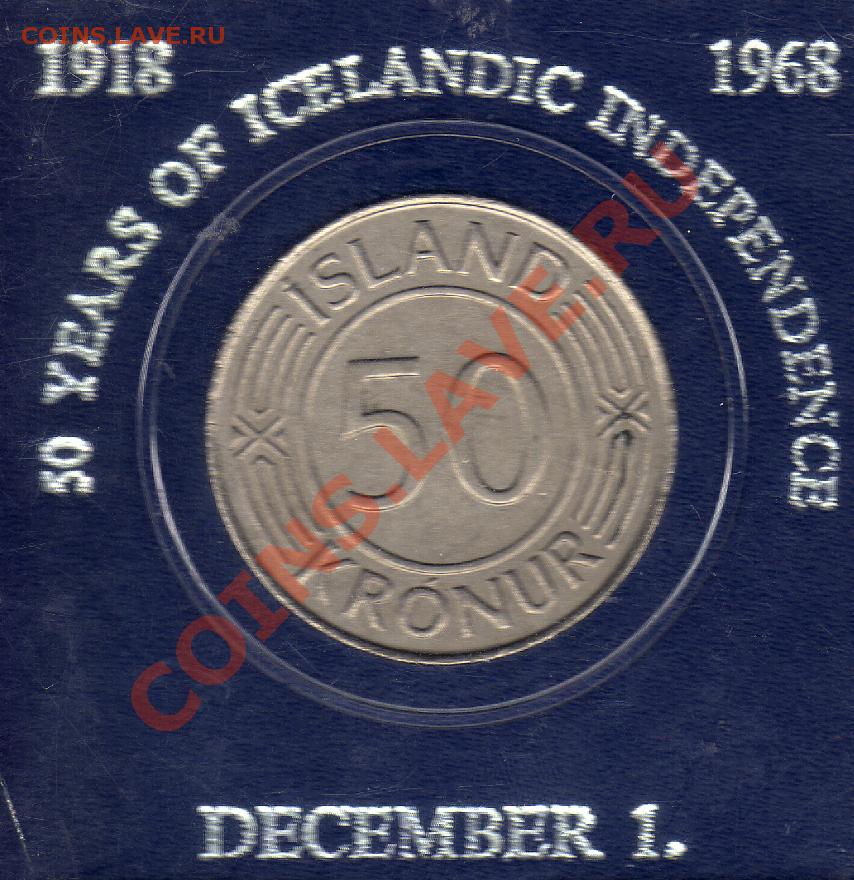 COINS.LAVE.RU
1918 1968
50 YEARS OF ICELANDIC INDEPENDENCE
ÍSLAND
50
KRÓNUR
COINS.LAVE.RU
DECEMBER 1.